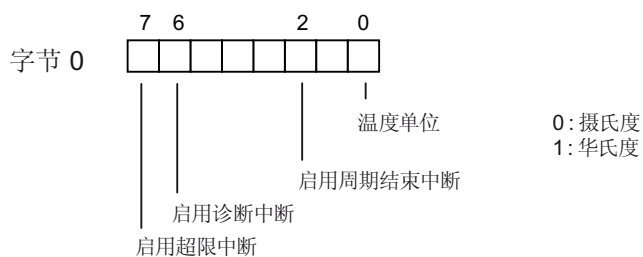 7 6 2 0
字节 0
温度单位 0:摄氏度
1:华氏度
启用周期结束中断
启用诊断中断
启用超限中断